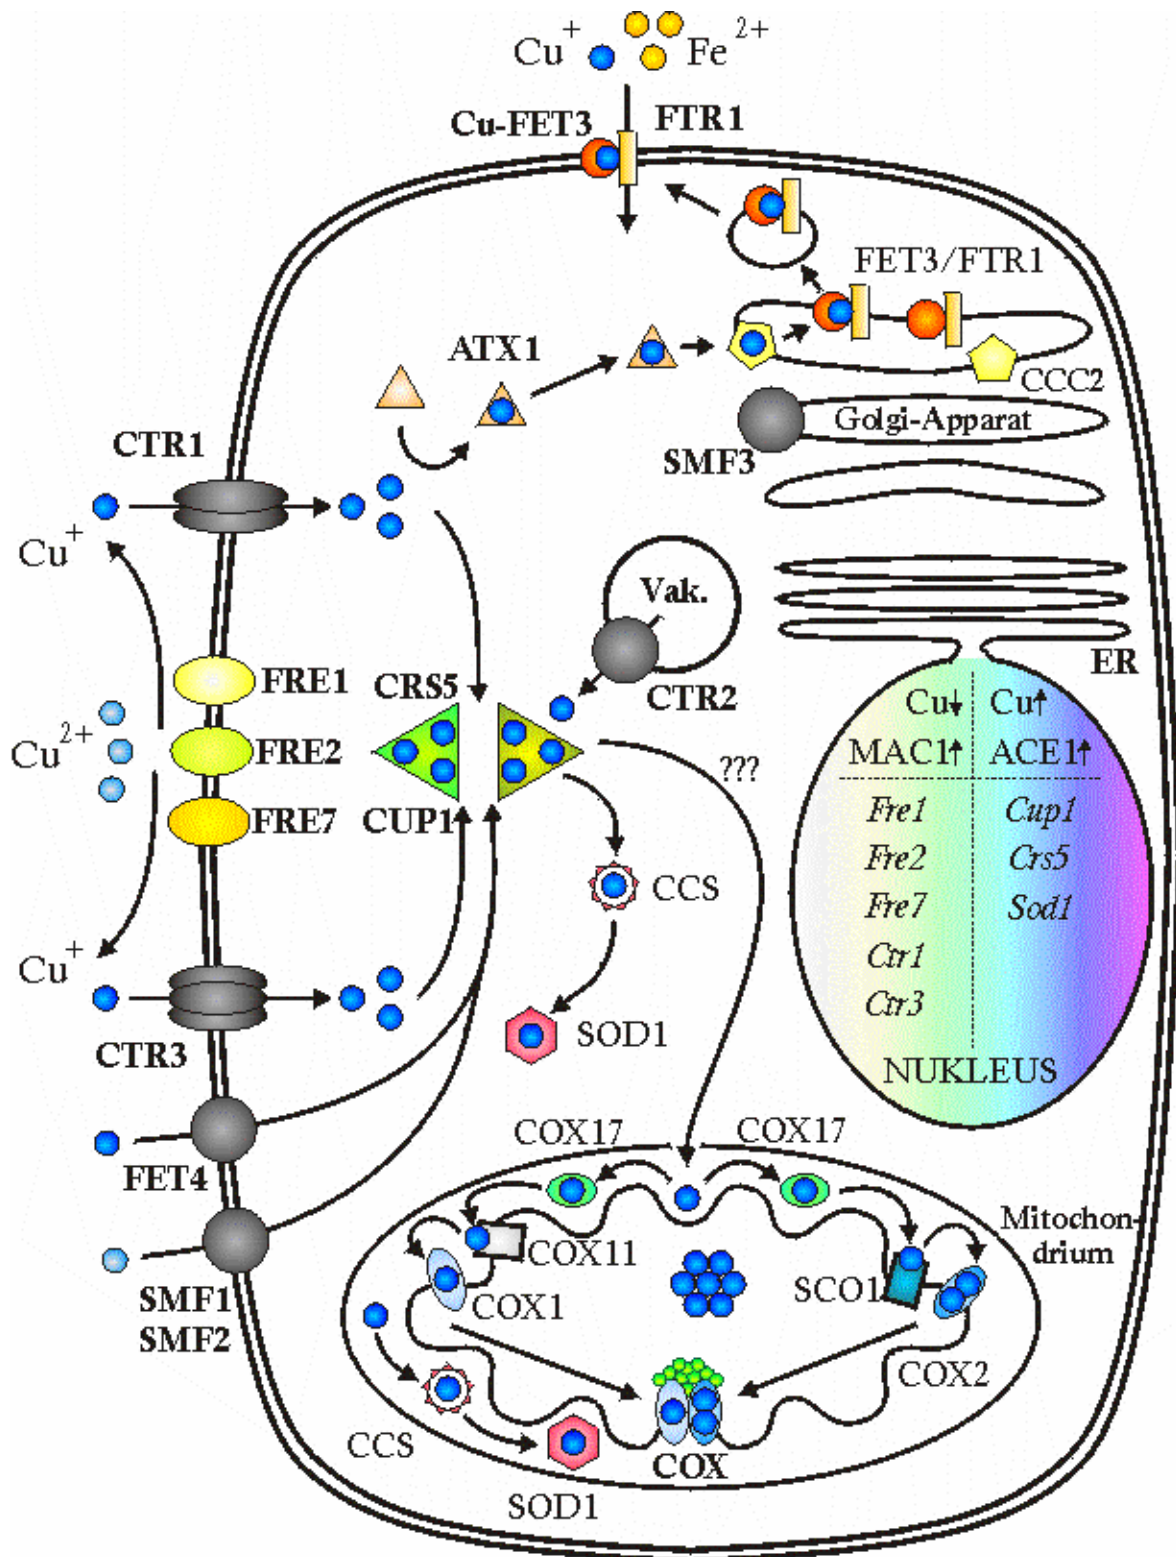 Cu+ Fe2+
Cu-FET3 FTR1
FET3/FTR1
ATX1
CCC2
Golgi-Apparat
SMF3
CTR1
Cu+
Vak.
CTR2
ER
FRE1
Cu2+
FRE2
FRE7
CRS5
CUP1
???
Cu↓ Cu↑
MAC1↑ ACE1↑
Fre1 Cup1
Fre2 Crs5
Fre7 Sod1
Ctr1
Ctr3
NUKLEUS
CCS
SOD1
Cu+
CTR3
FET4
SMF1
SMF2
COX17 COX17
Mitochon-
drium
COX11
COX1
SCO1
COX2
CCS
COX
SOD1